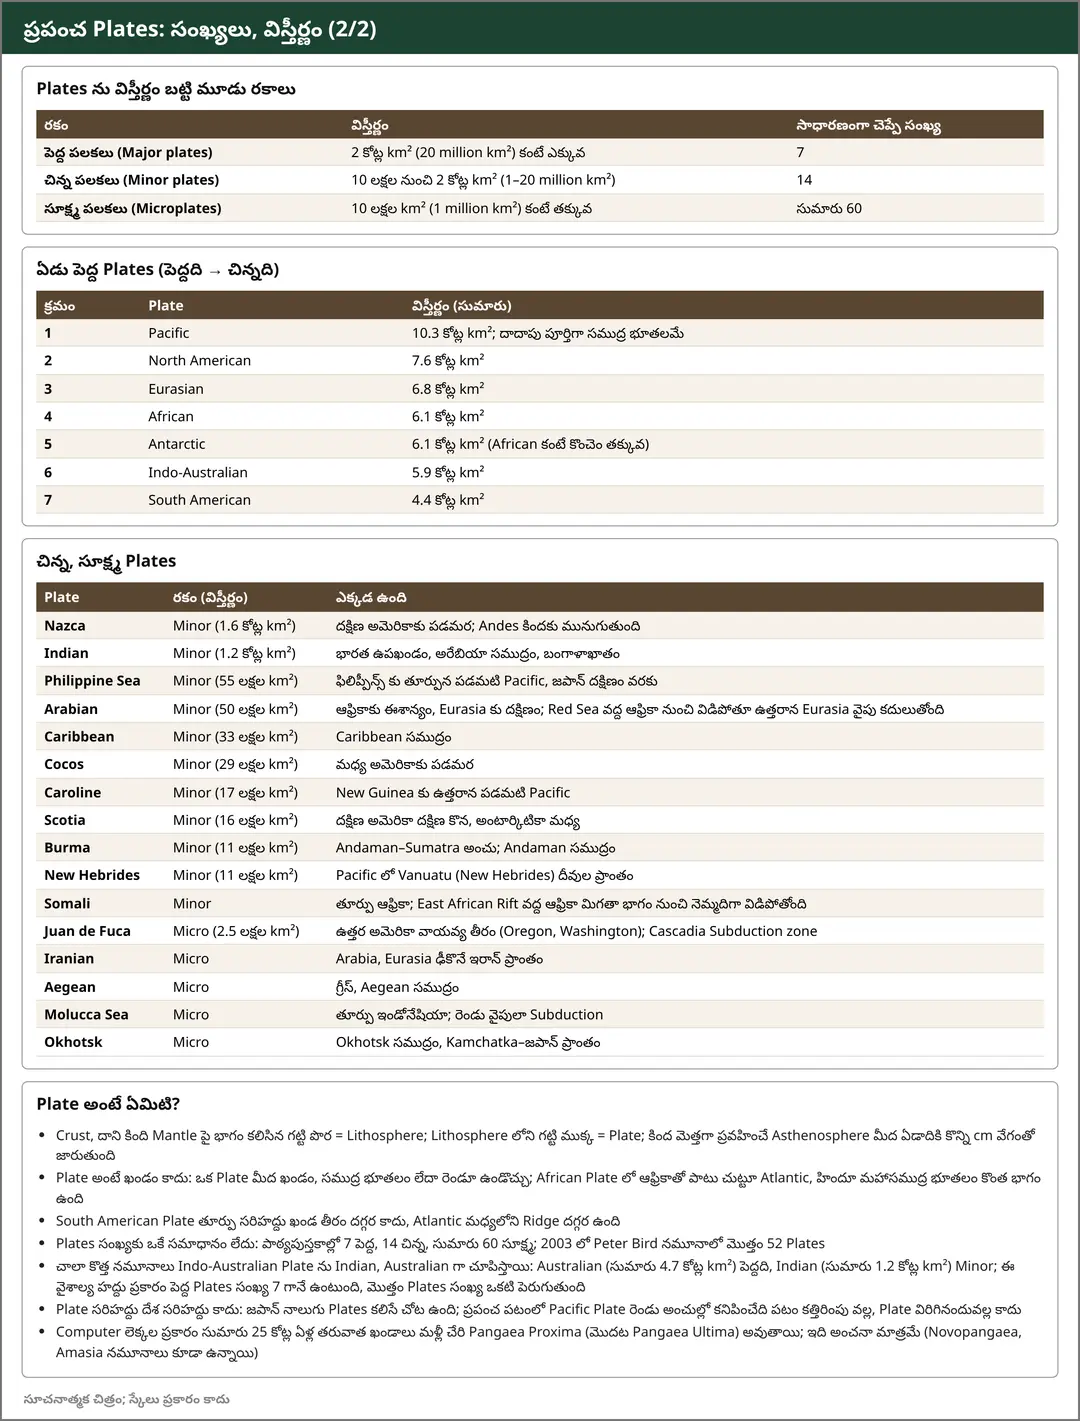 ప్రపంచ Plates: సంఖ్యలు, విస్తీర్ణం (2/2)
Plates ను విస్తీర్ణం బట్టి మూడు రకాలు
రకం విస్తీర్ణం సాధారణంగా చెప్పే సంఖ్య
పెద్ద పలకలు (Major plates) 2 కోట్ల km² (20 million km²) కంటే ఎక్కువ 7
చిన్న పలకలు (Minor plates) 10 లక్షల నుంచి 2 కోట్ల km² (1–20 million km²) 14
సూక్ష్మ పలకలు (Microplates) 10 లక్షల km² (1 million km²) కంటే తక్కువ సుమారు 60
ఏడు పెద్ద Plates (పెద్దది → చిన్నది)
క్రమం Plate విస్తీర్ణం (సుమారు)
1 Pacific 10.3 కోట్ల km²; దాదాపు పూర్తిగా సముద్ర భూతలమే
2 North American 7.6 కోట్ల km²
3 Eurasian 6.8 కోట్ల km²
4 African 6.1 కోట్ల km²
5 Antarctic 6.1 కోట్ల km² (African కంటే కొంచెం తక్కువ)
6 Indo-Australian 5.9 కోట్ల km²
7 South American 4.4 కోట్ల km²
చిన్న, సూక్ష్మ Plates
Plate రకం (విస్తీర్ణం) ఎక్కడ ఉంది
Nazca Minor (1.6 కోట్ల km²) దక్షిణ అమెరికాకు పడమర; Andes కిందకు మునుగుతుంది
Indian Minor (1.2 కోట్ల km²) భారత ఉపఖండం, అరేబియా సముద్రం, బంగాళాఖాతం
Philippine Sea Minor (55 లక్షల km²) ఫిలిప్పీన్స్ కు తూర్పున పడమటి Pacific, జపాన్ దక్షిణం వరకు
Arabian Minor (50 లక్షల km²) ఆఫ్రికాకు ఈశాన్యం, Eurasia కు దక్షిణం; Red Sea వద్ద ఆఫ్రికా నుంచి విడిపోతూ ఉత్తరాన Eurasia వైపు కదులుతోంది
Caribbean Minor (33 లక్షల km²) Caribbean సముద్రం
Cocos Minor (29 లక్షల km²) మధ్య అమెరికాకు పడమర
Caroline Minor (17 లక్షల km²) New Guinea కు ఉత్తరాన పడమటి Pacific
Scotia Minor (16 లక్షల km²) దక్షిణ అమెరికా దక్షిణ కొన, అంటార్కిటికా మధ్య
Burma Minor (11 లక్షల km²) Andaman–Sumatra అంచు; Andaman సముద్రం
New Hebrides Minor (11 లక్షల km²) Pacific లో Vanuatu (New Hebrides) దీవుల ప్రాంతం
Somali Minor తూర్పు ఆఫ్రికా; East African Rift వద్ద ఆఫ్రికా మిగతా భాగం నుంచి నెమ్మదిగా విడిపోతోంది
Juan de Fuca Micro (2.5 లక్షల km²) ఉత్తర అమెరికా వాయవ్య తీరం (Oregon, Washington); Cascadia Subduction zone
Iranian Micro Arabia, Eurasia ఢీకొనే ఇరాన్ ప్రాంతం
Aegean Micro గ్రీస్, Aegean సముద్రం
Molucca Sea Micro తూర్పు ఇండోనేషియా; రెండు వైపులా Subduction
Okhotsk Micro Okhotsk సముద్రం, Kamchatka–జపాన్ ప్రాంతం
Plate అంటే ఏమిటి?
• Crust, దాని కింది Mantle పై భాగం కలిసిన గట్టి పొర = Lithosphere; Lithosphere లోని గట్టి ముక్క = Plate; కింద మెత్తగా ప్రవహించే Asthenosphere మీద ఏడాదికి కొన్ని cm వేగంతో
జారుతుంది
• Plate అంటే ఖండం కాదు: ఒక Plate మీద ఖండం, సముద్ర భూతలం లేదా రెండూ ఉండొచ్చు; African Plate లో ఆఫ్రికాతో పాటు చుట్టూ Atlantic, హిందూ మహాసముద్ర భూతలం కొంత భాగం
ఉంది
• South American Plate తూర్పు సరిహద్దు ఖండ తీరం దగ్గర కాదు, Atlantic మధ్యలోని Ridge దగ్గర ఉంది
• Plates సంఖ్యకు ఒకే సమాధానం లేదు: పాఠ్యపుస్తకాల్లో 7 పెద్ద, 14 చిన్న, సుమారు 60 సూక్ష్మ; 2003 లో Peter Bird నమూనాలో మొత్తం 52 Plates
• చాలా కొత్త నమూనాలు Indo-Australian Plate ను Indian, Australian గా చూపిస్తాయి: Australian (సుమారు 4.7 కోట్ల km²) పెద్దది, Indian (సుమారు 1.2 కోట్ల km²) Minor; ఈ
వైశాల్య హద్దు ప్రకారం పెద్ద Plates సంఖ్య 7 గానే ఉంటుంది, మొత్తం Plates సంఖ్య ఒకటి పెరుగుతుంది
• Plate సరిహద్దు దేశ సరిహద్దు కాదు: జపాన్ నాలుగు Plates కలిసే చోట ఉంది; ప్రపంచ పటంలో Pacific Plate రెండు అంచుల్లో కనిపించేది పటం కత్తిరింపు వల్ల, Plate విరిగినందువల్ల కాదు
• Computer లెక్కల ప్రకారం సుమారు 25 కోట్ల ఏళ్ల తరువాత ఖండాలు మళ్లీ చేరి Pangaea Proxima (మొదట Pangaea Ultima) అవుతాయి; ఇది అంచనా మాత్రమే (Novopangaea,
Amasia నమూనాలు కూడా ఉన్నాయి)
సూచనాత్మక చిత్రం; స్కేలు ప్రకారం కాదు